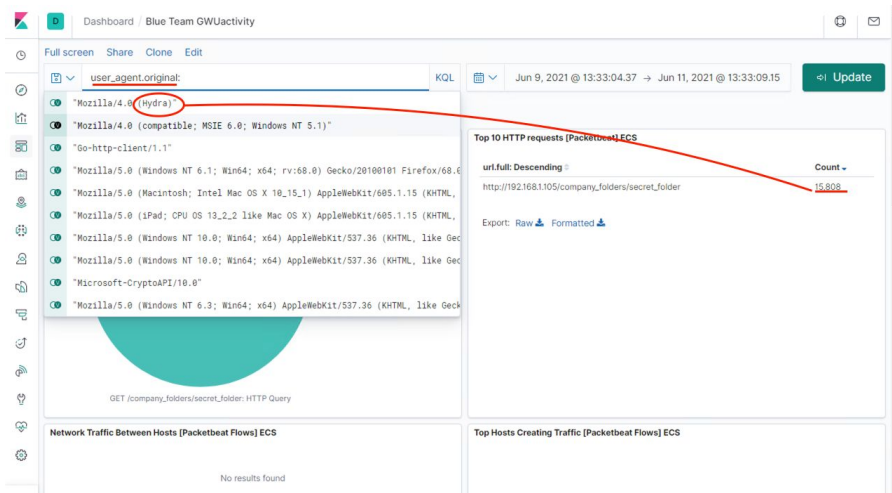 D Dashboard / Blue Team GWUactivity
Full screen Share Clone Edit
user_agent.original: KQL Jun 9, 2021 @ 13:33:04.37 → Jun 11, 2021 @ 13:33:09.15 Update
"Mozilla/4.0 (Hydra)"
"Mozilla/4.0 (compatible; MSIE 6.0; Windows NT 5.1)"
"Go-http-client/1.1"
"Mozilla/5.0 (Windows NT 6.1; Win64; x64; rv:68.0) Gecko/20100101 Firefox/68.0
"Mozilla/5.0 (Macintosh; Intel Mac OS X 10_15_1) AppleWebKit/605.1.15 (KHTML,
"Mozilla/5.0 (iPad; CPU OS 13_2_2 like Mac OS X) AppleWebKit/605.1.15 (KHTML,
"Mozilla/5.0 (Windows NT 10.0; Win64; x64) AppleWebKit/537.36 (KHTML, like Gec
"Mozilla/5.0 (Windows NT 10.0; Win64; x64) AppleWebKit/537.36 (KHTML, like Gec
"Microsoft-CryptoAPI/10.0"
"Mozilla/5.0 (Windows NT 6.3; Win64; x64) AppleWebKit/537.36 (KHTML, like Geck
GET /company_folders/secret_folder: HTTP Query
Top 10 HTTP requests [Packetbeat] ECS
url.full: Descending Count
http://192.168.1.105/company_folders/secret_folder 15,808
Export: Raw Formatted
Network Traffic Between Hosts [Packetbeat Flows] ECS
No results found
Top Hosts Creating Traffic [Packetbeat Flows] ECS